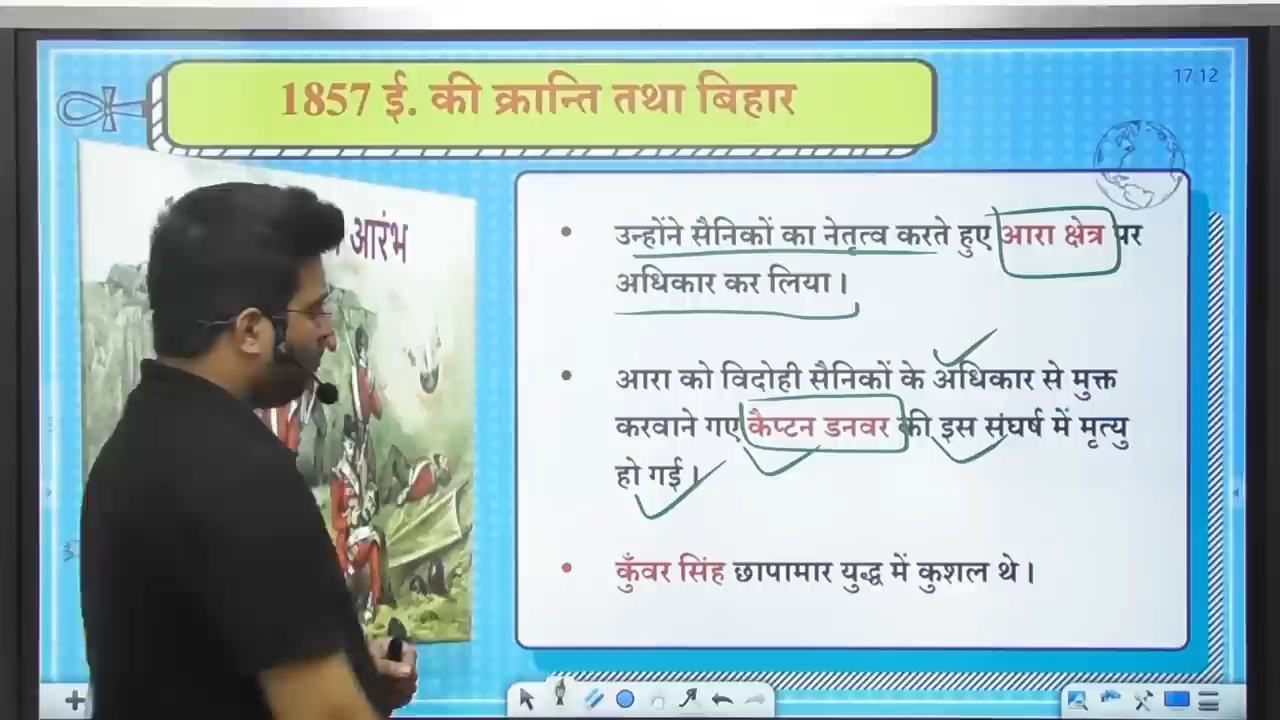 1857 ई. की क्रान्ति तथा बिहार
17 12
आरंभ
उन्होंने सैनिकों का नेतृत्व करते हुए आरा क्षेत्र पर
अधिकार कर लिया।
आरा को विदोही सैनिकों के अधिकार से मुक्त
करवाने गए कैप्टन डनवर की इस संघर्ष में मृत्यु
हो गई।
कुँवर सिंह छापामार युद्ध में कुशल थे।